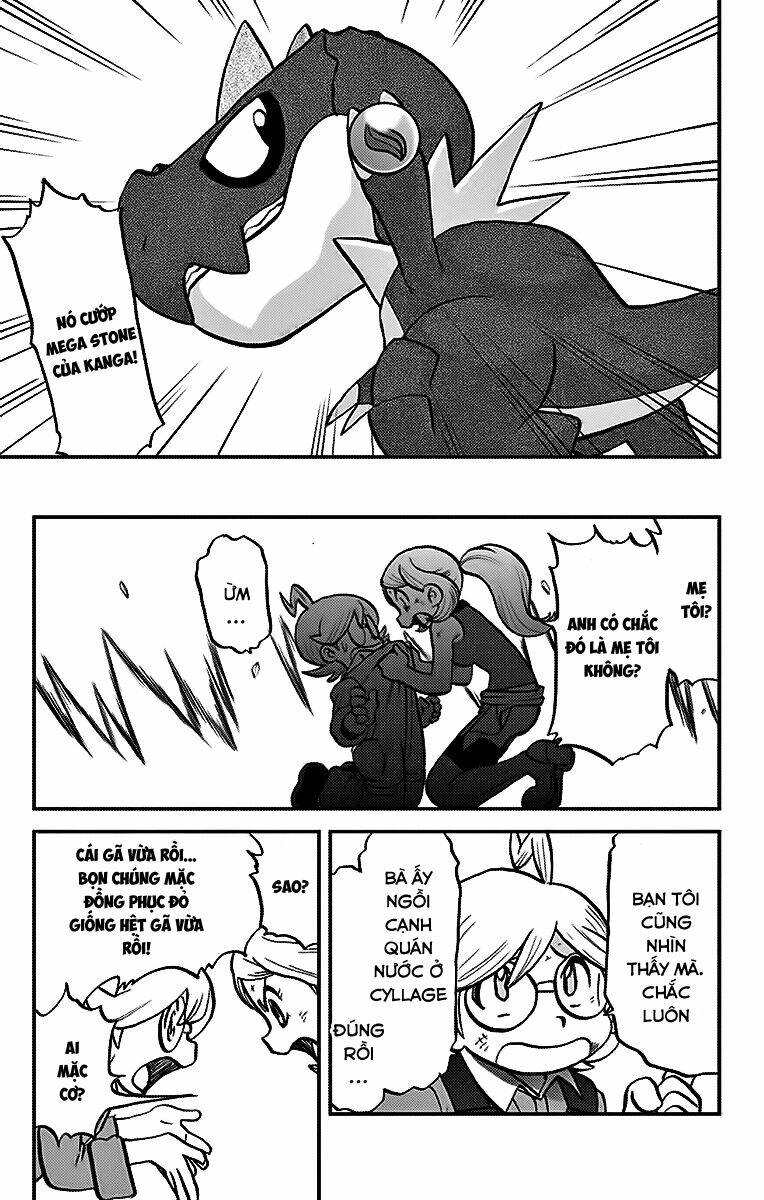 NÓ CƯỚP
MEGA STONE
CỦA KANGA!
MẸ
TÔI?
ANH CÓ CHẮC
ĐÓ LÀ MẸ TÔI
KHÔNG?
ỪM
...
BẠN TÔI
CŨNG
NHÌN
THẤY MÀ.
CHẮC
LUÔN
BÀ ẤY
NGỒI
CẠNH
QUÁN
NƯỚC Ở
CYLLAGE
ĐÚNG
RỒI
...
SAO?
CÁI GÃ VỪA RỒI...
BỌN CHÚNG MẶC
ĐỒNG PHỤC ĐỎ
GIỐNG HỆT GÃ VỪA
RỒI!
AI
MẶC
CƠ?